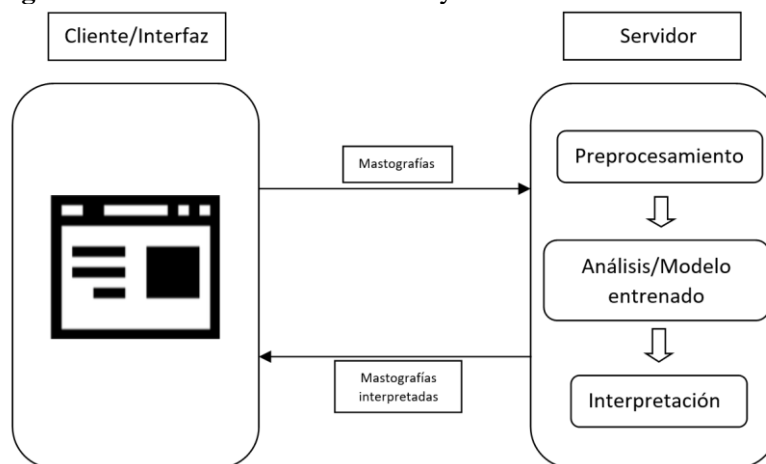 Cliente/Interfaz
Servidor
Mastografías
Preprocesamiento
Análisis/Modelo
entrenado
Mastografías
interpretadas
Interpretación